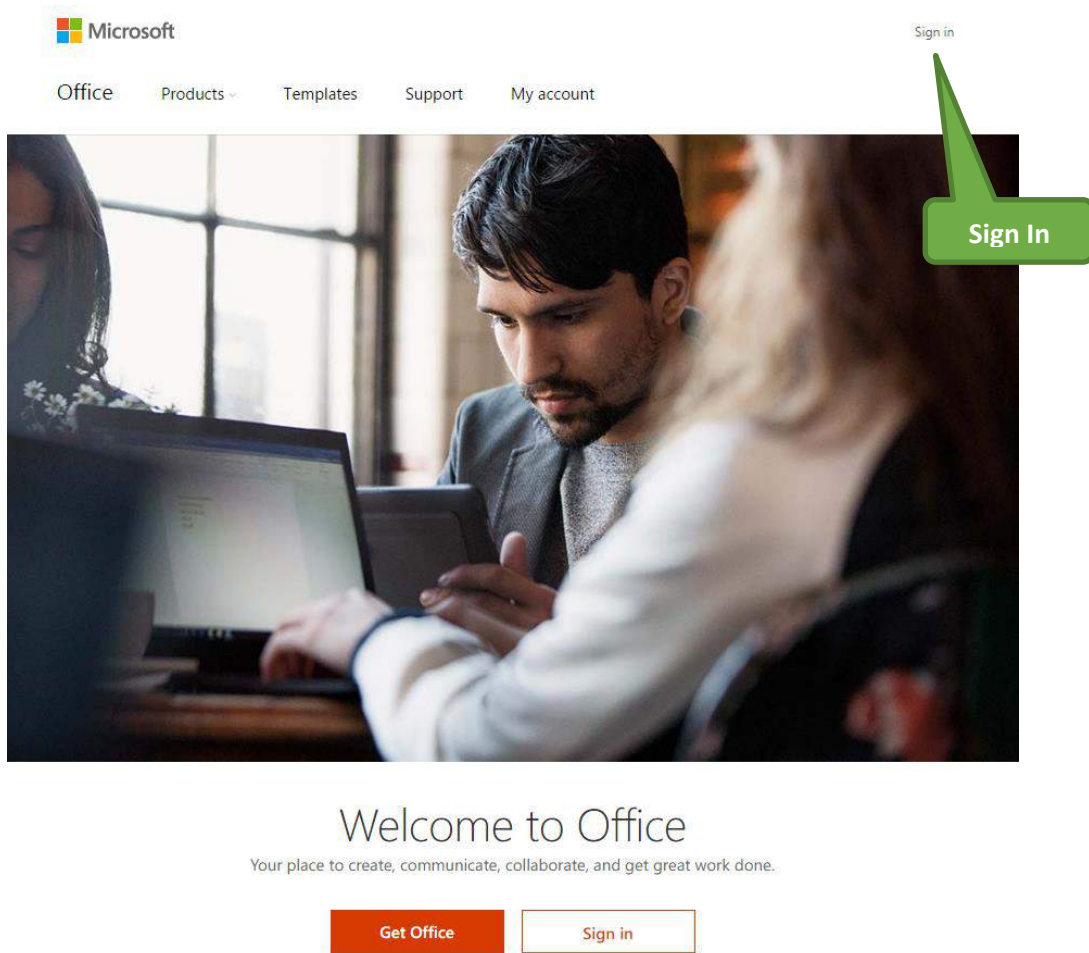 Microsoft
Sign in
Office Products Templates Support My account
Sign In
Welcome to Office
Your place to create, communicate, collaborate, and get great work done.
Get Office Sign in